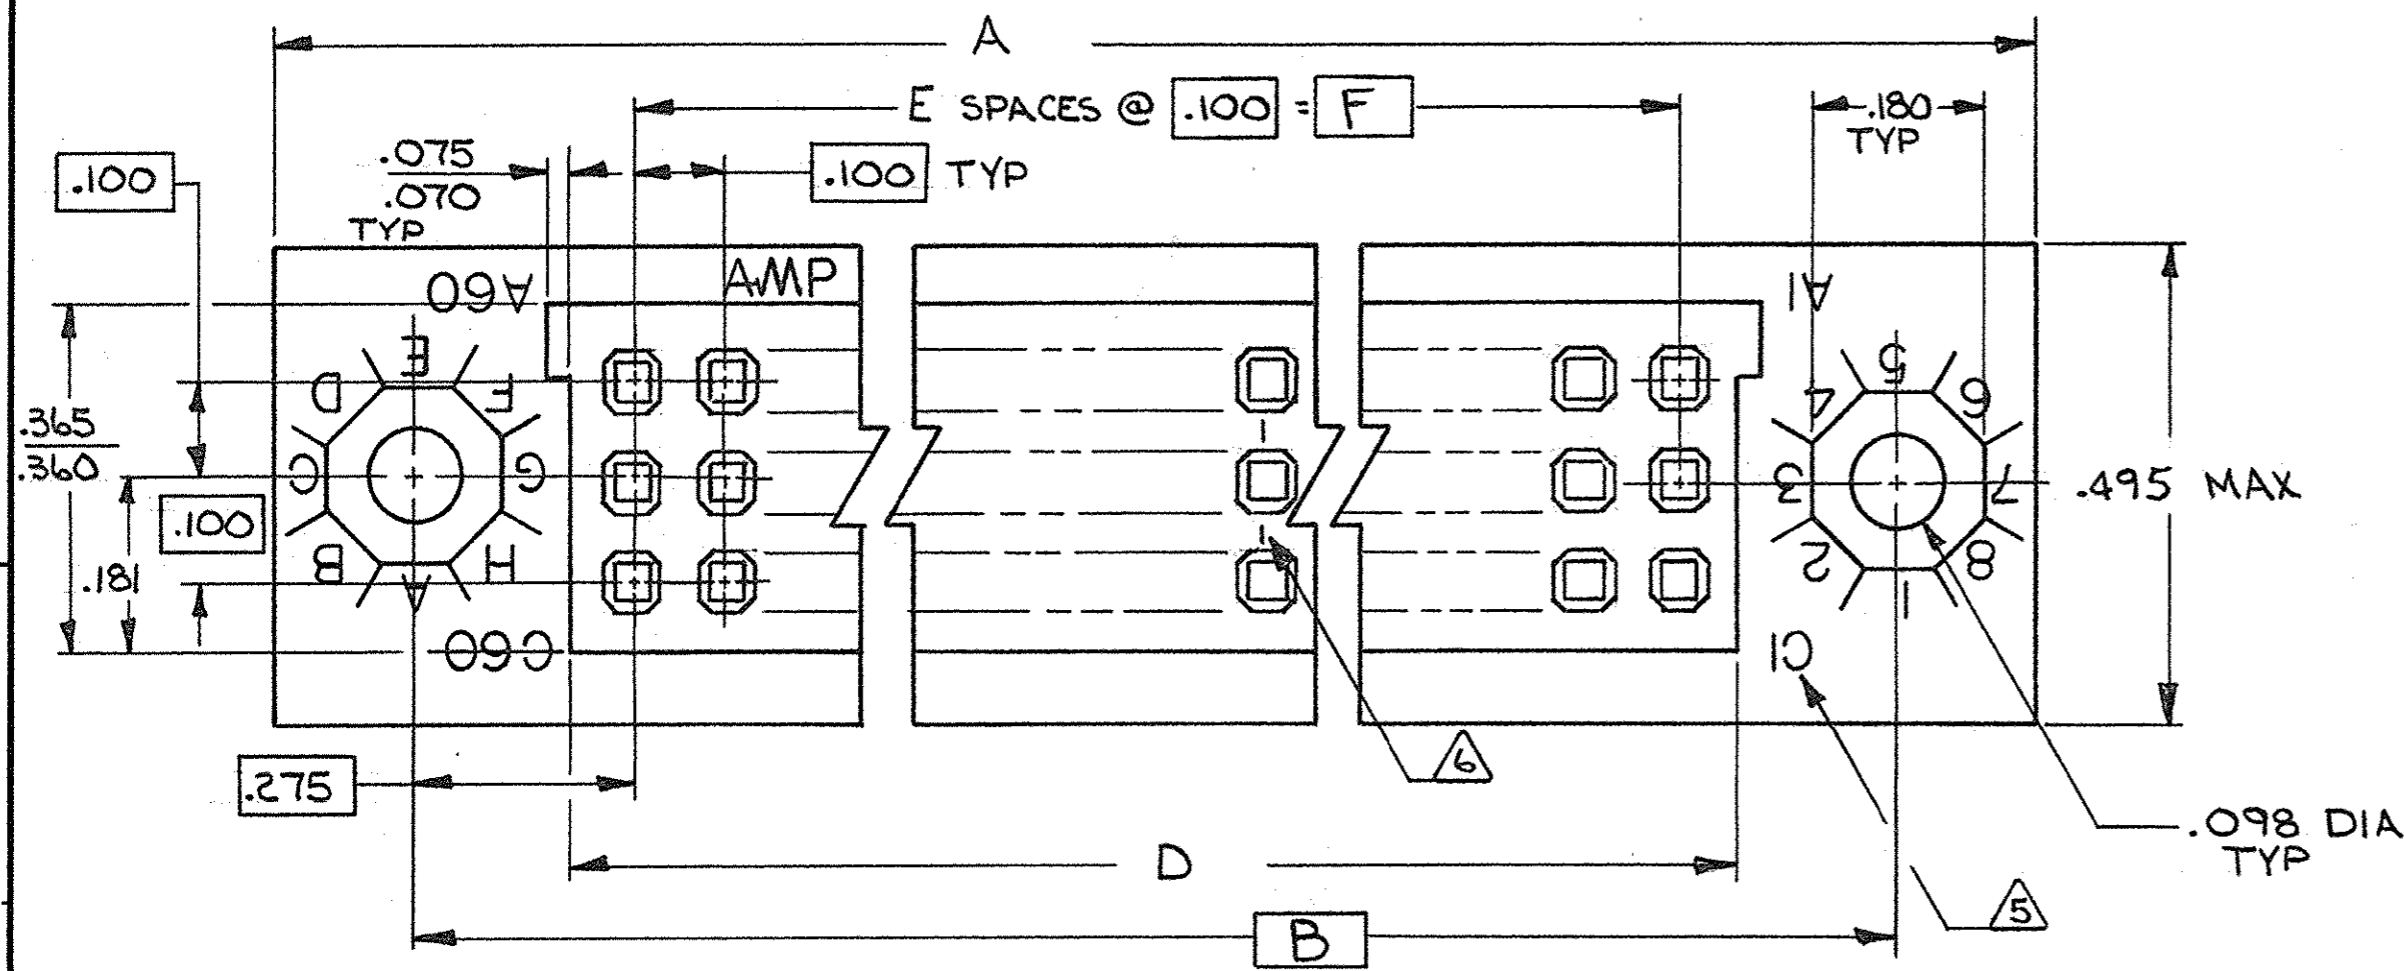 A
E SPACES @ .100 = F
.180
TYP
.075
.070
TYP
.100 TYP
.100
A60
AMP
A1
E
D
F
C
G
B
H
A
5
4
6
3
7
2
8
1
.365
.360
.100
.181
.495 MAX
C60
C1
6
.275
.098 DIA
TYP
D
5
B